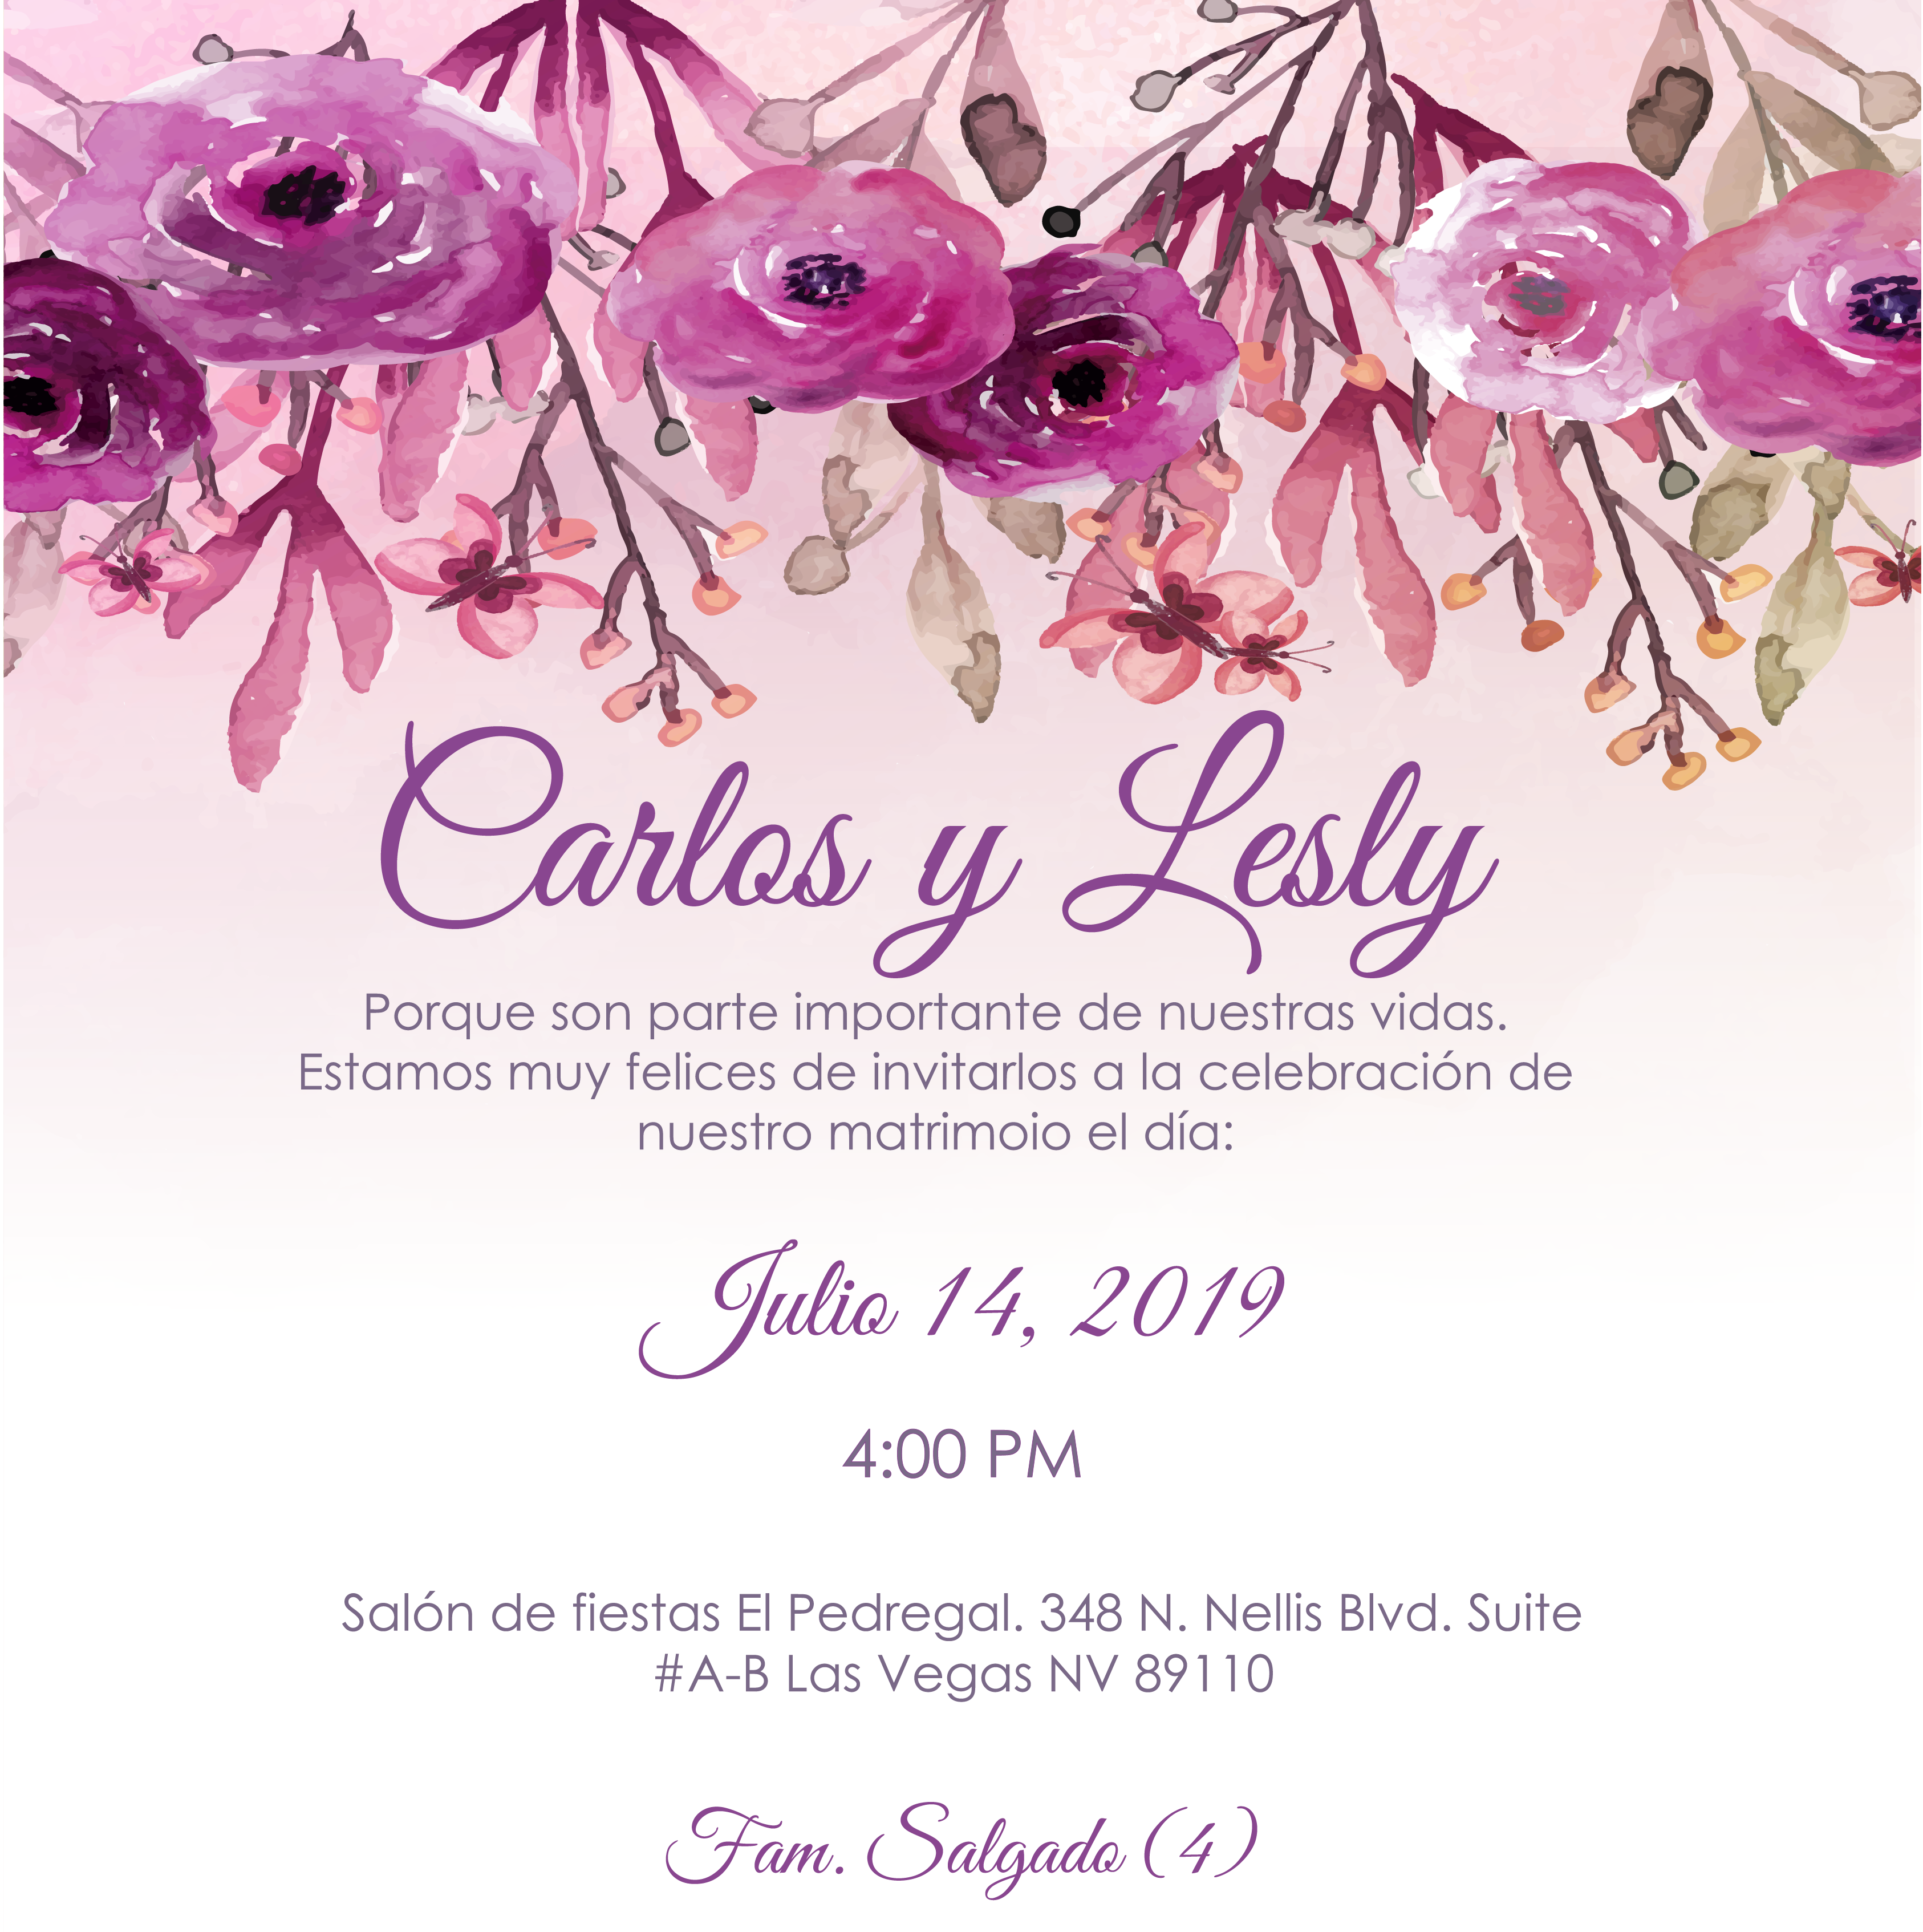 Carlos y Lesly
Porque son parte importante de nuestras vidas.
Estamos muy felices de invitarlos a la celebración de
nuestro matrimoio el día:
Julio 14, 2019
4:00 PM
Salón de fiestas El Pedregal. 348 N. Nellis Blvd. Suite
#A-B Las Vegas NV 89110
Fam. Salgado (4)